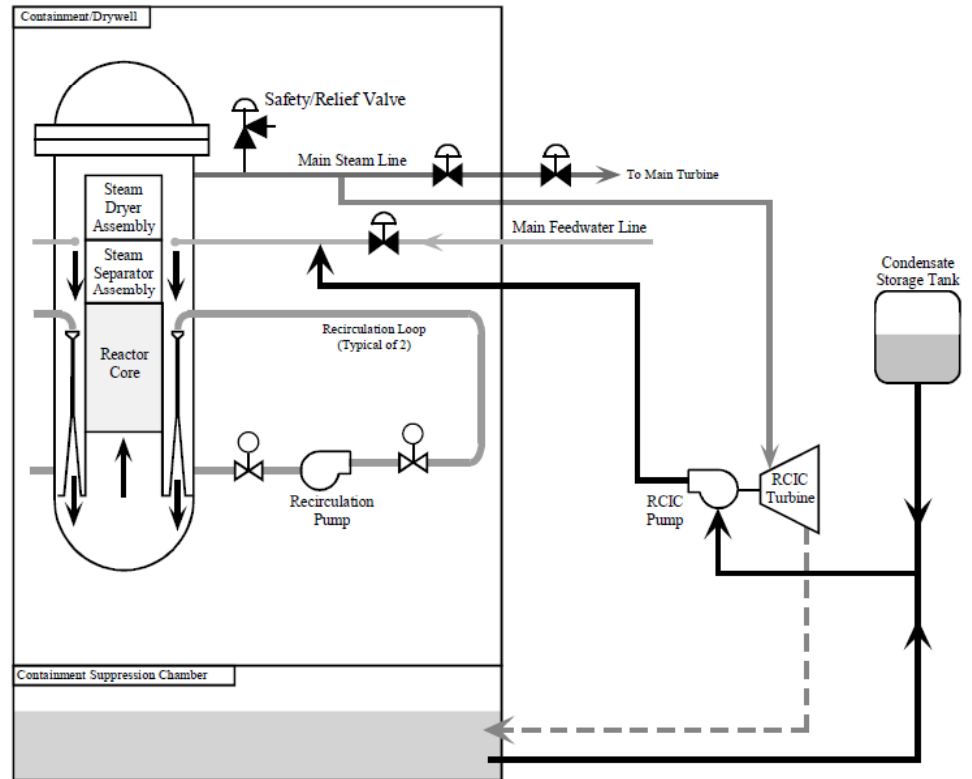 Containment/Drywell
Safety/Relief Valve
Main Steam Line
To Main Turbine
Steam
Dryer
Assembly
Main Feedwater Line
Steam
Separator
Assembly
Condensate
Storage Tank
Recirculation Loop
(Typical of 2)
Reactor
Core
RCIC
Turbine
RCIC
Pump
Recirculation
Pump
Containment Suppression Chamber